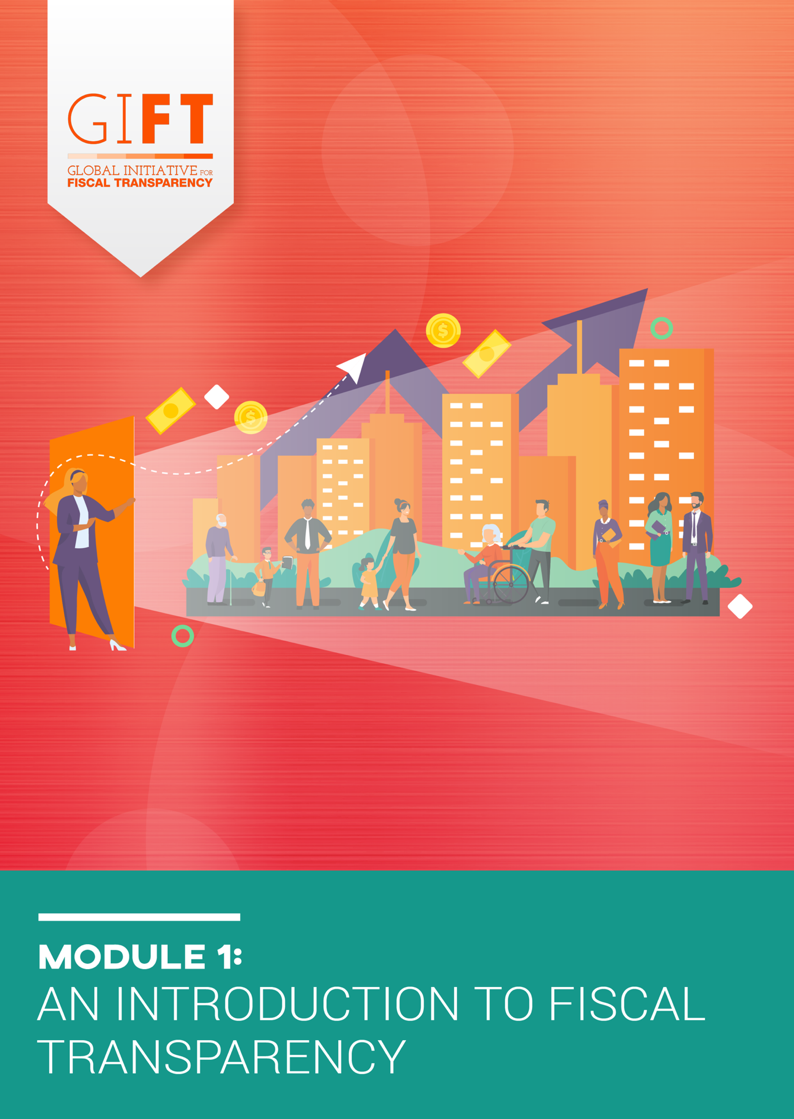 GIFT
GLOBAL INITIATIVE FOR
FISCAL TRANSPARENCY
$
$
MODULE 1:
AN INTRODUCTION TO FISCAL
TRANSPARENCY